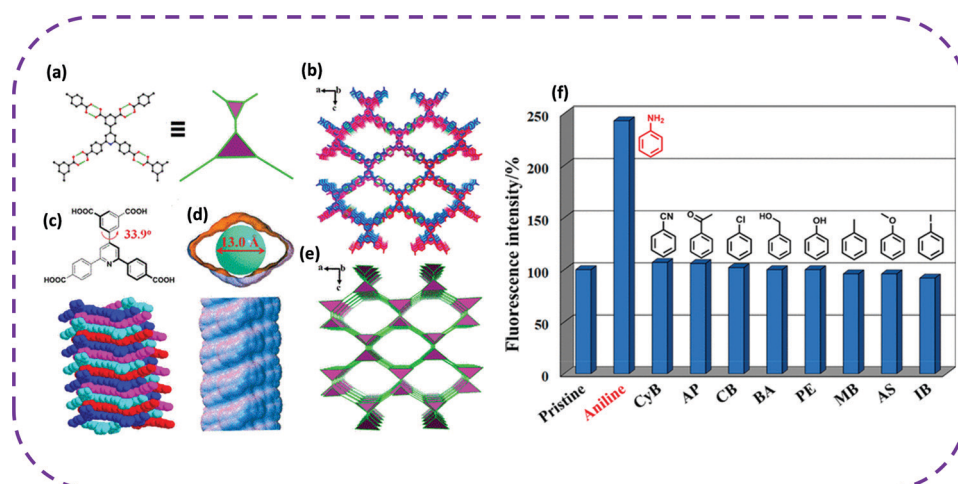 (a)
(b)
a
b
c
(c)
HOOC
COOH
33.9°
HOOC
N
COOH
(d)
13.0 Å
(e)
a
b
c
(f)
Fluorescence intensity/%
250
200
150
100
50
0
NH₂
CN
O
Cl
HO
OH
O
I
Pristine
Aniline
CyB
AP
CB
BA
PE
MB
AS
IB